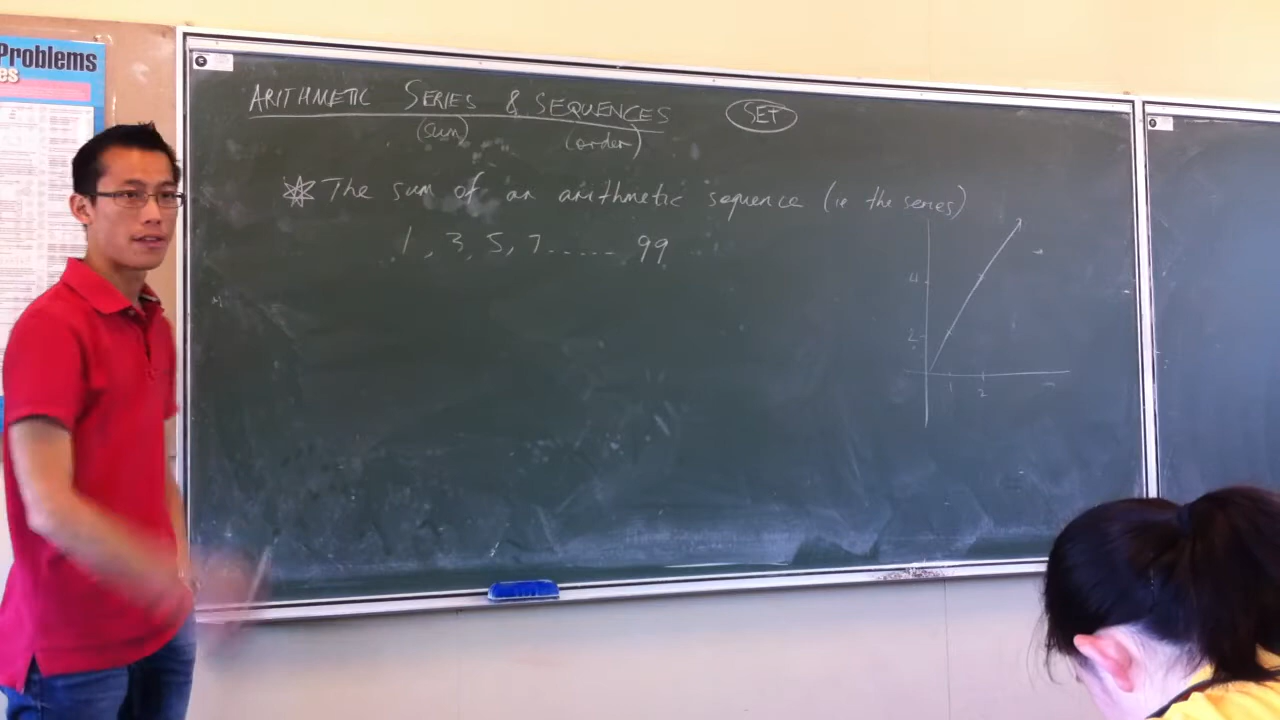 Problems
es
ARITHMETIC SERIES & SEQUENCES SET
(sum) (order)
The sum of an arithmetic sequence (ie the series)
1, 3, 5, 7...... 99
4
2
1 2